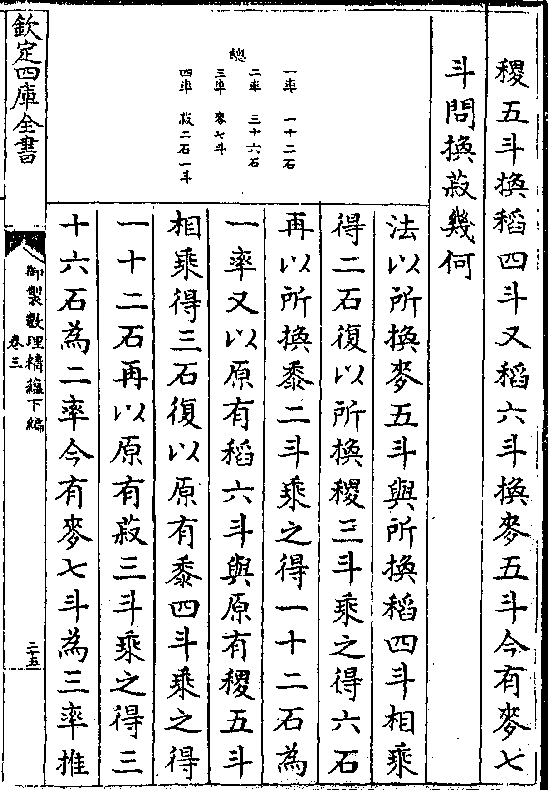 稷五斗換稻四斗又稻六斗換麥五斗今有麥七
斗問換菽幾何
總
一率 一十二石
二率 三十六石
三率 麥七斗
四率 菽二石一斗
法以所換麥五斗與所換稻四斗相乘
得二石復以所換稷三斗乘之得六石
再以所換黍二斗乘之得一十二石為
一率又以原有稻六斗與原有稷五斗
相乘得三石復以原有黍四斗乘之得
一十二石再以原有菽三斗乘之得三
十六石為二率今有麥七斗為三率推
欽定四庫全書
御製數理精蘊下編
卷三
二十五